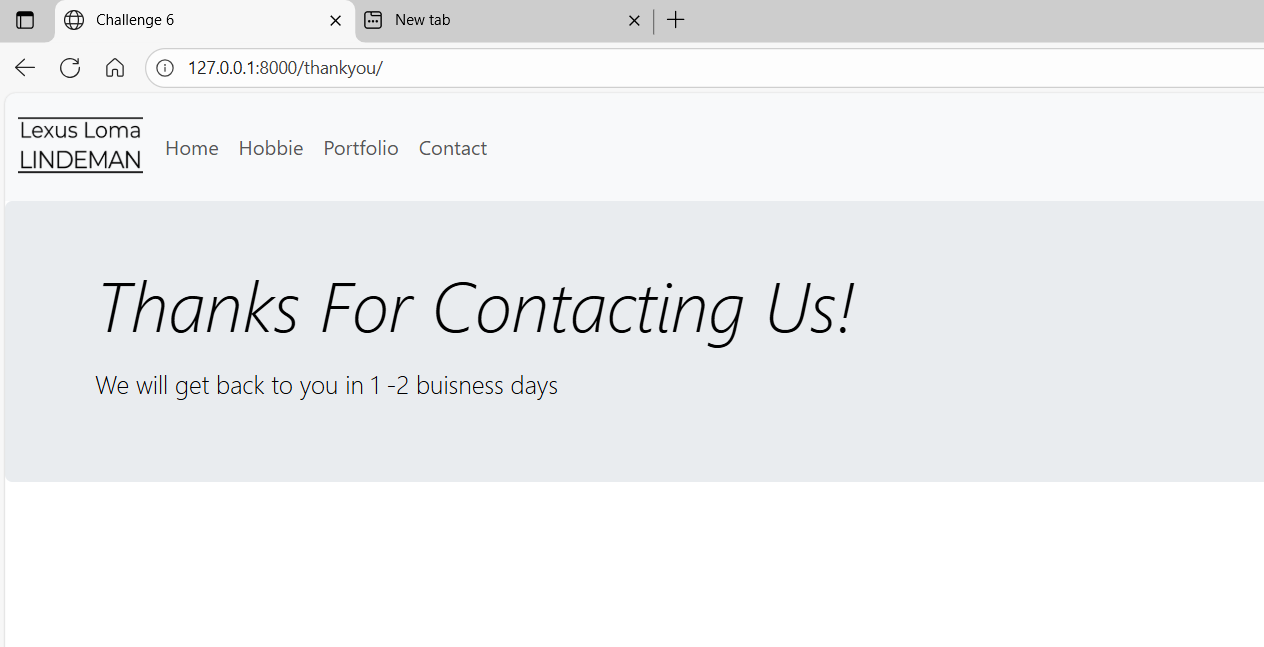 Challenge 6
New tab
127.0.0.1:8000/thankyou/
Lexus Loma
LINDEMAN
Home Hobbie Portfolio Contact
Thanks For Contacting Us!
We will get back to you in 1 -2 buisness days